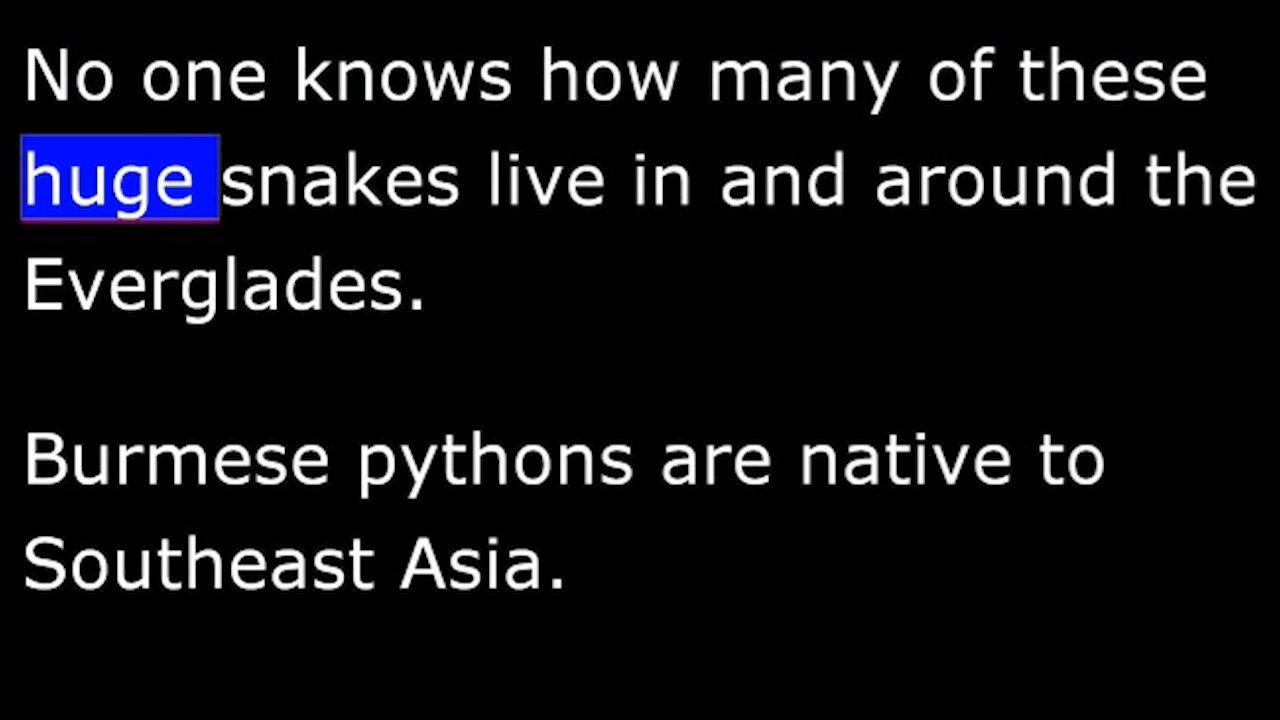 No one knows how many of these
huge snakes live in and around the
Everglades.
Burmese pythons are native to
Southeast Asia.